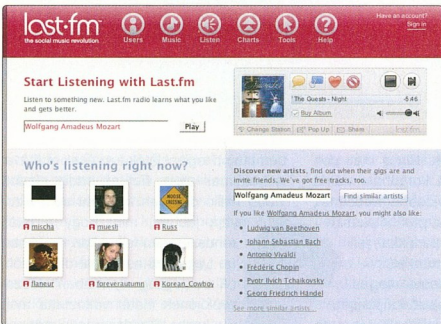 last.fm
the social music revolution
Users
Music
Listen
Charts
Tools
Help
Have an account?
Sign in
Start Listening with Last.fm
Listen to something new. Last.fm radio learns what you like
and gets better.
Wolfgang Amadeus Mozart
Play
The Guests - Night
-5:46
Buy Album
Change Station
Pop Up
Share
last.fm
Who's listening right now?
mischa
muesli
Russ
flaneur
foreverautumn
Korean_Cowboy
Discover new artists, find out when their gigs are and
invite friends. We've got free tracks, too.
Wolfgang Amadeus Mozart
Find similar artists
If you like Wolfgang Amadeus Mozart, you might also like:
Ludwig van Beethoven
Johann Sebastian Bach
Antonio Vivaldi
Frédéric Chopin
Pyotr Ilyich Tchaikovsky
Georg Friedrich Händel
See more similar artists